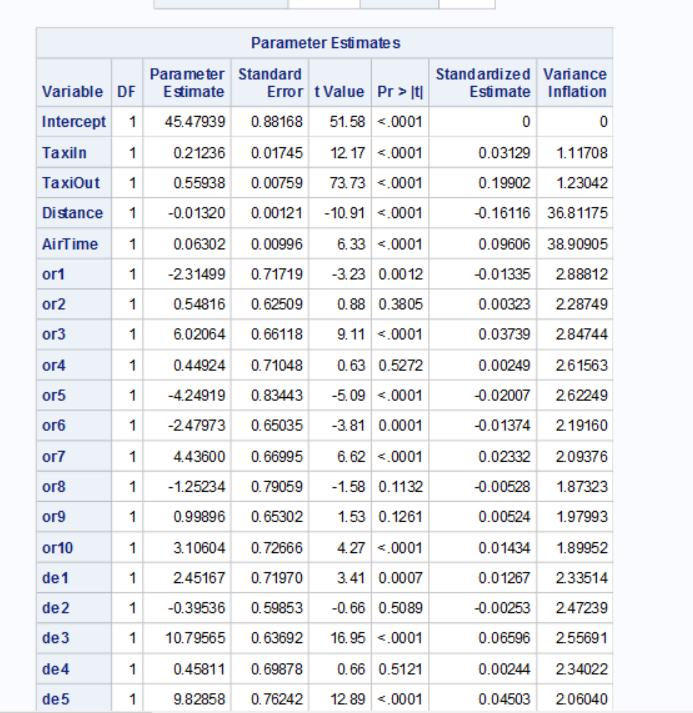 Parameter Estimates
Variable DF Parameter Estimate Standard Error t Value Pr > |t| Standardized Estimate Variance Inflation
Intercept 1 45.47939 0.88168 51.58 <.0001 0 0
TaxiIn 1 0.21236 0.01745 12.17 <.0001 0.03129 1.11708
TaxiOut 1 0.55938 0.00759 73.73 <.0001 0.19902 1.23042
Distance 1 -0.01320 0.00121 -10.91 <.0001 -0.16116 36.81175
AirTime 1 0.06302 0.00996 6.33 <.0001 0.09606 38.90905
or1 1 -2.31499 0.71719 -3.23 0.0012 -0.01335 2.88812
or2 1 0.54816 0.62509 0.88 0.3805 0.00323 2.28749
or3 1 6.02064 0.66118 9.11 <.0001 0.03739 2.84744
or4 1 0.44924 0.71048 0.63 0.5272 0.00249 2.61563
or5 1 -4.24919 0.83443 -5.09 <.0001 -0.02007 2.62249
or6 1 -2.47973 0.65035 -3.81 0.0001 -0.01374 2.19160
or7 1 4.43600 0.66995 6.62 <.0001 0.02332 2.09376
or8 1 -1.25234 0.79059 -1.58 0.1132 -0.00528 1.87323
or9 1 0.99896 0.65302 1.53 0.1261 0.00524 1.97993
or10 1 3.10604 0.72666 4.27 <.0001 0.01434 1.89952
de1 1 2.45167 0.71970 3.41 0.0007 0.01267 2.33514
de2 1 -0.39536 0.59853 -0.66 0.5089 -0.00253 2.47239
de3 1 10.79565 0.63692 16.95 <.0001 0.06596 2.55691
de4 1 0.45811 0.69878 0.66 0.5121 0.00244 2.34022
de5 1 9.82858 0.76242 12.89 <.0001 0.04503 2.06040